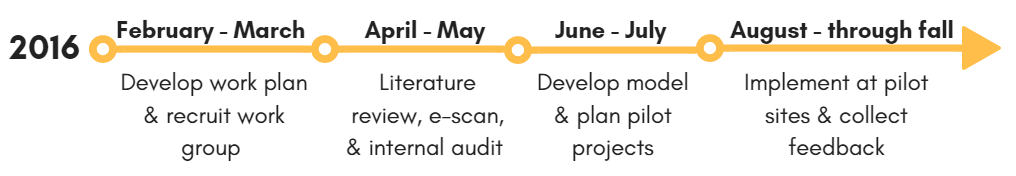 2016
February - March
Develop work plan
& recruit work
group
April - May
Literature
review, e-scan,
& internal audit
June - July
Develop model
& plan pilot
projects
August - through fall
Implement at pilot
sites & collect
feedback